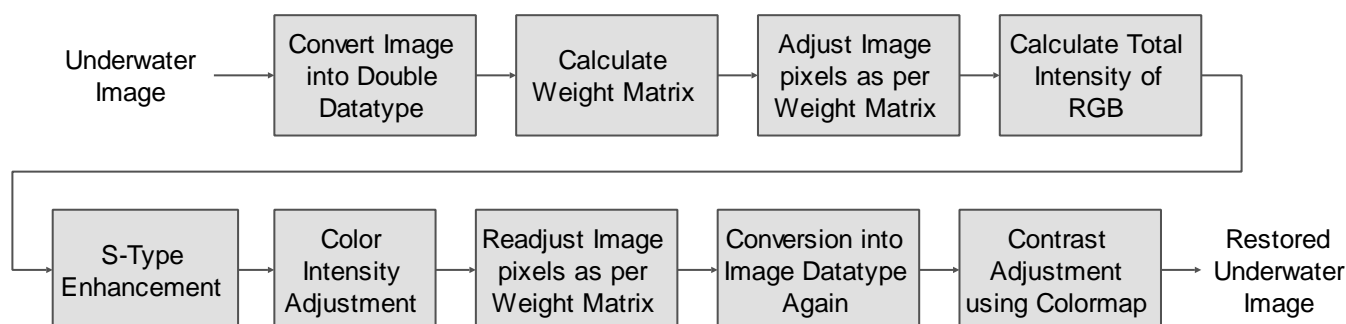 Underwater
Image
Convert Image
into Double
Datatype
Calculate
Weight Matrix
Adjust Image
pixels as per
Weight Matrix
Calculate Total
Intensity of
RGB
S-Type
Enhancement
Color
Intensity
Adjustment
Readjust Image
pixels as per
Weight Matrix
Conversion into
Image Datatype
Again
Contrast
Adjustment
using Colormap
Restored
Underwater
Image